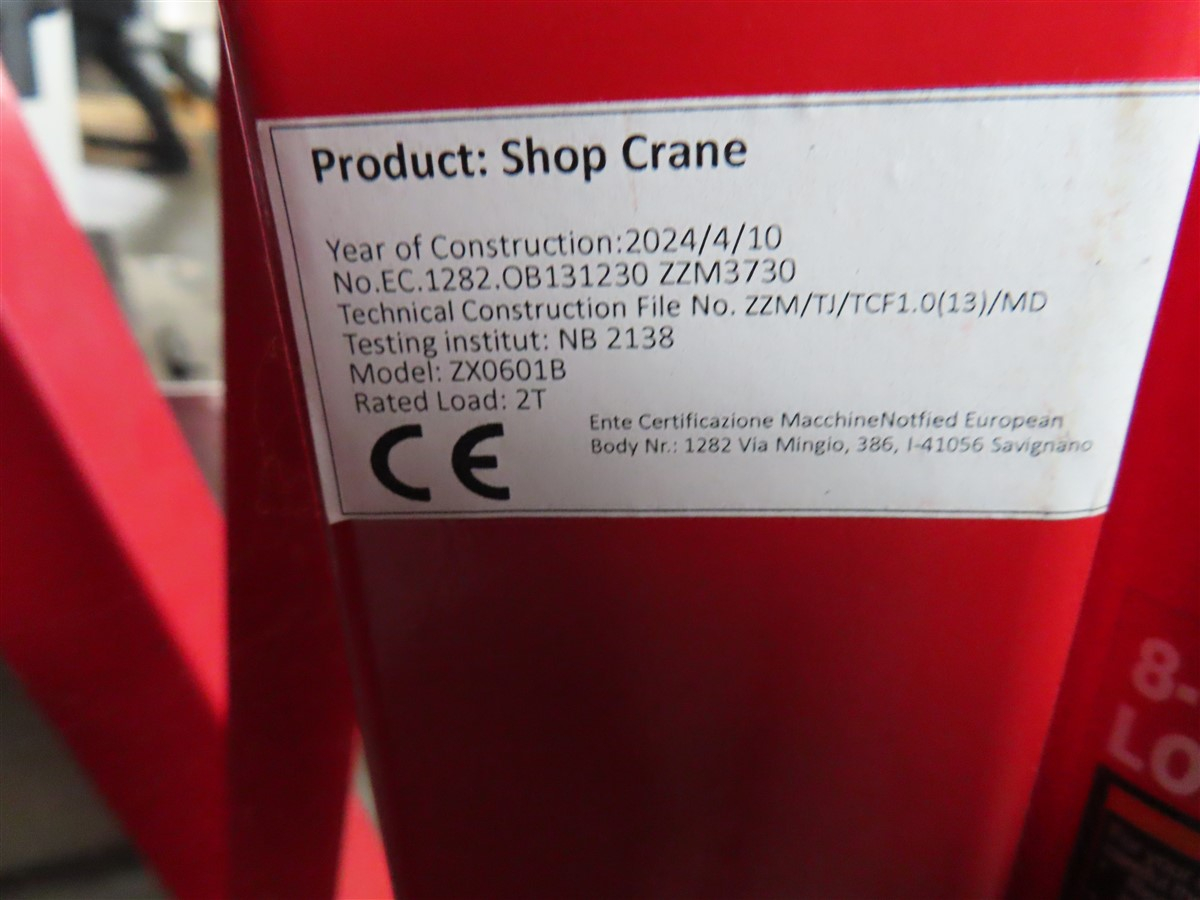 Product: Shop Crane
Year of Construction:2024/4/10
No.EC.1282.OB131230 ZZM3730
Technical Construction File No. ZZM/TJ/TCF1.0(13)/MD
Testing institut: NB 2138
Model: ZX0601B
Rated Load: 2T
Ente Certificazione MacchineNotfied European
Body Nr.: 1282 Via Mingio, 386, I-41056 Savignano
CE
8-
LO